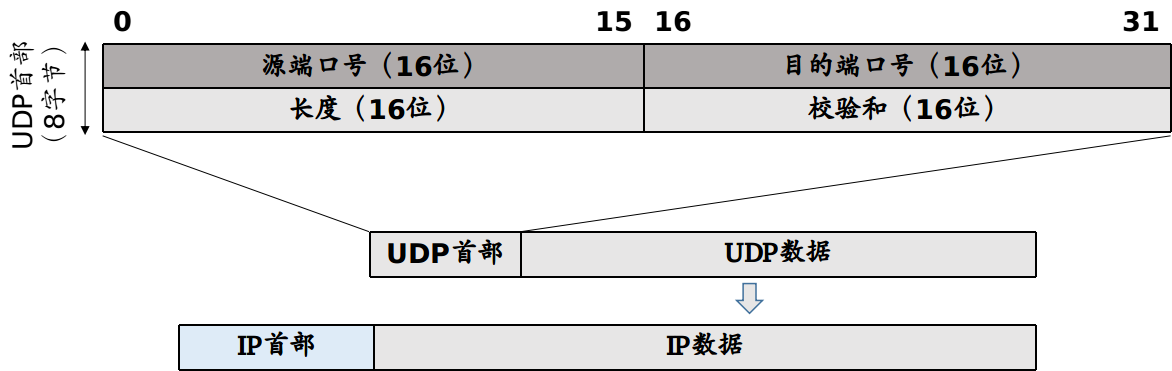 0 15 16 31
UDP首部
（8字节）
源端口号（16位） 目的端口号（16位）
长度（16位） 校验和（16位）
UDP首部 UDP数据
IP首部 IP数据